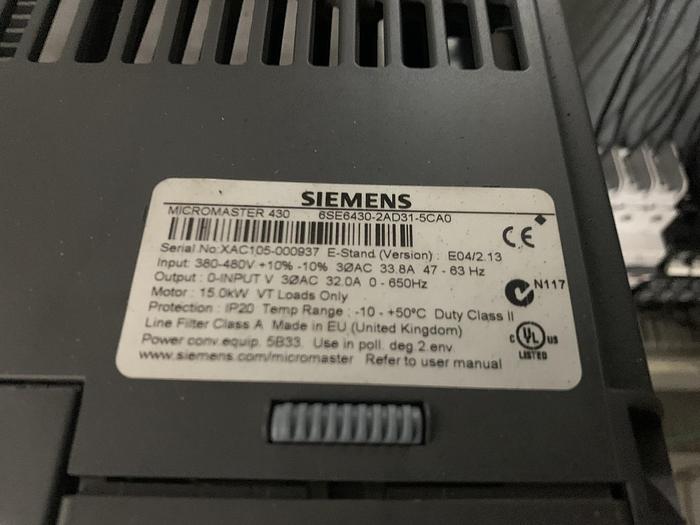 SIEMENS
MICROMASTER 430 6SE6430-2AD31-5CA0
Serial No:XAC105-000937 E-Stand (Version) : E04/2.13
Input: 380-480V +10% -10% 3ØAC 33.8A 47 - 63 Hz
Output : 0-INPUT V 3ØAC 32.0A 0 - 650Hz
Motor : 15.0kW VT Loads Only
Protection : IP20 Temp Range : -10 - +50°C Duty Class II
Line Filter Class A Made in EU (United Kingdom)
Power conv.equip. 5B33. Use in poll. deg 2.env.
www.siemens.com/micromaster Refer to user manual
CE
N117
C UL US
LISTED